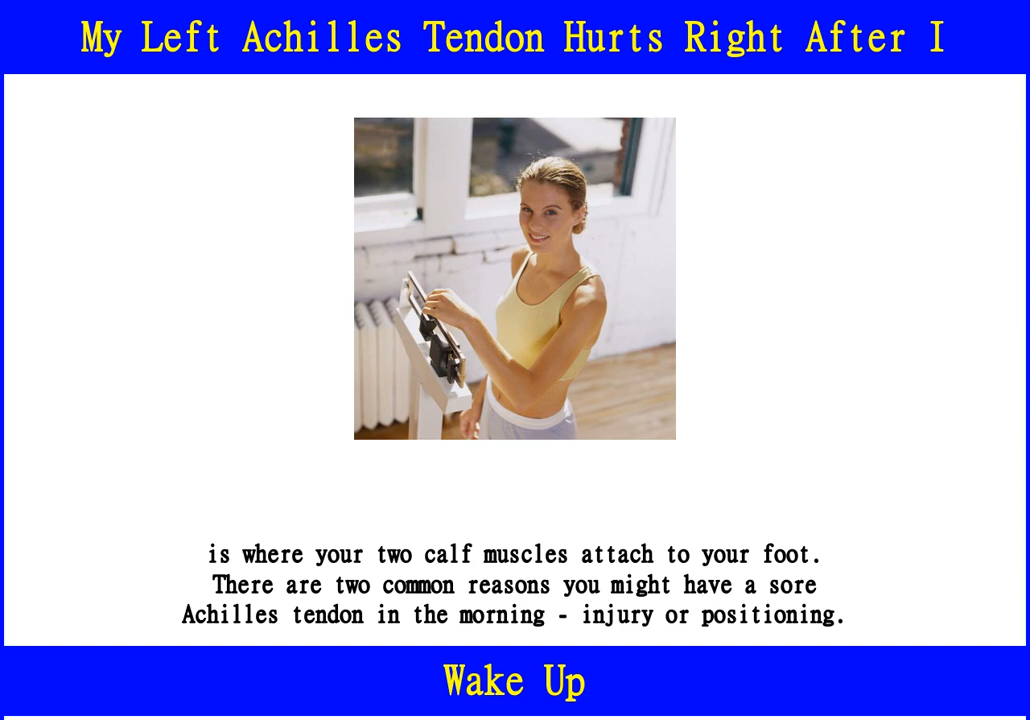 My Left Achilles Tendon Hurts Right After I
is where your two calf muscles attach to your foot.
There are two common reasons you might have a sore
Achilles tendon in the morning - injury or positioning.
Wake Up